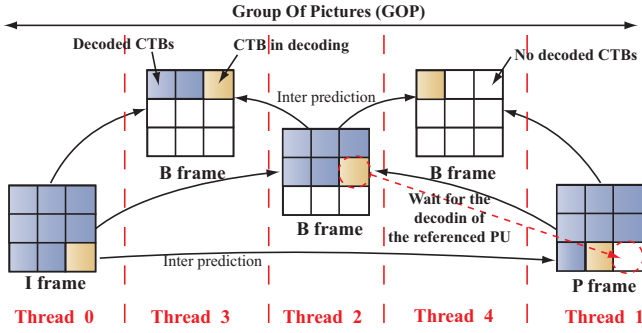 Group Of Pictures (GOP)
Decoded CTBs
CTB in decoding
No decoded CTBs
Inter prediction
B frame
B frame
B frame
Wait for the
decodin of
the referenced PU
Inter prediction
I frame
P frame
Thread 0
Thread 3
Thread 2
Thread 4
Thread 1